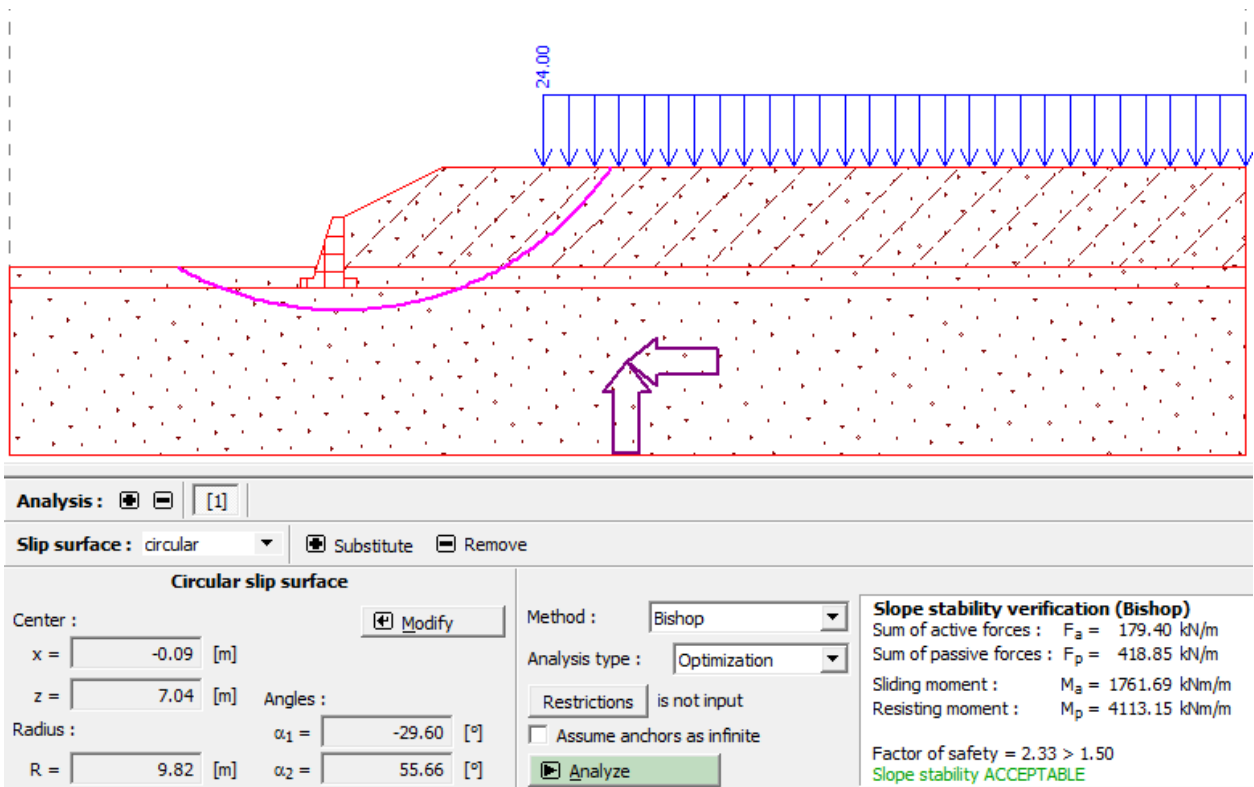 24.00
Analysis : [1]
Slip surface : circular Substitute Remove
Circular slip surface
Center :
Modify
x = -0.09 [m]
z = 7.04 [m]
Angles :
Radius :
α1 = -29.60 [°]
R = 9.82 [m]
α2 = 55.66 [°]
Method : Bishop
Analysis type : Optimization
Restrictions is not input
Assume anchors as infinite
Analyze
Slope stability verification (Bishop)
Sum of active forces : Fa = 179.40 kN/m
Sum of passive forces : Fp = 418.85 kN/m
Sliding moment : Ma = 1761.69 kNm/m
Resisting moment : Mp = 4113.15 kNm/m
Factor of safety = 2.33 > 1.50
Slope stability ACCEPTABLE